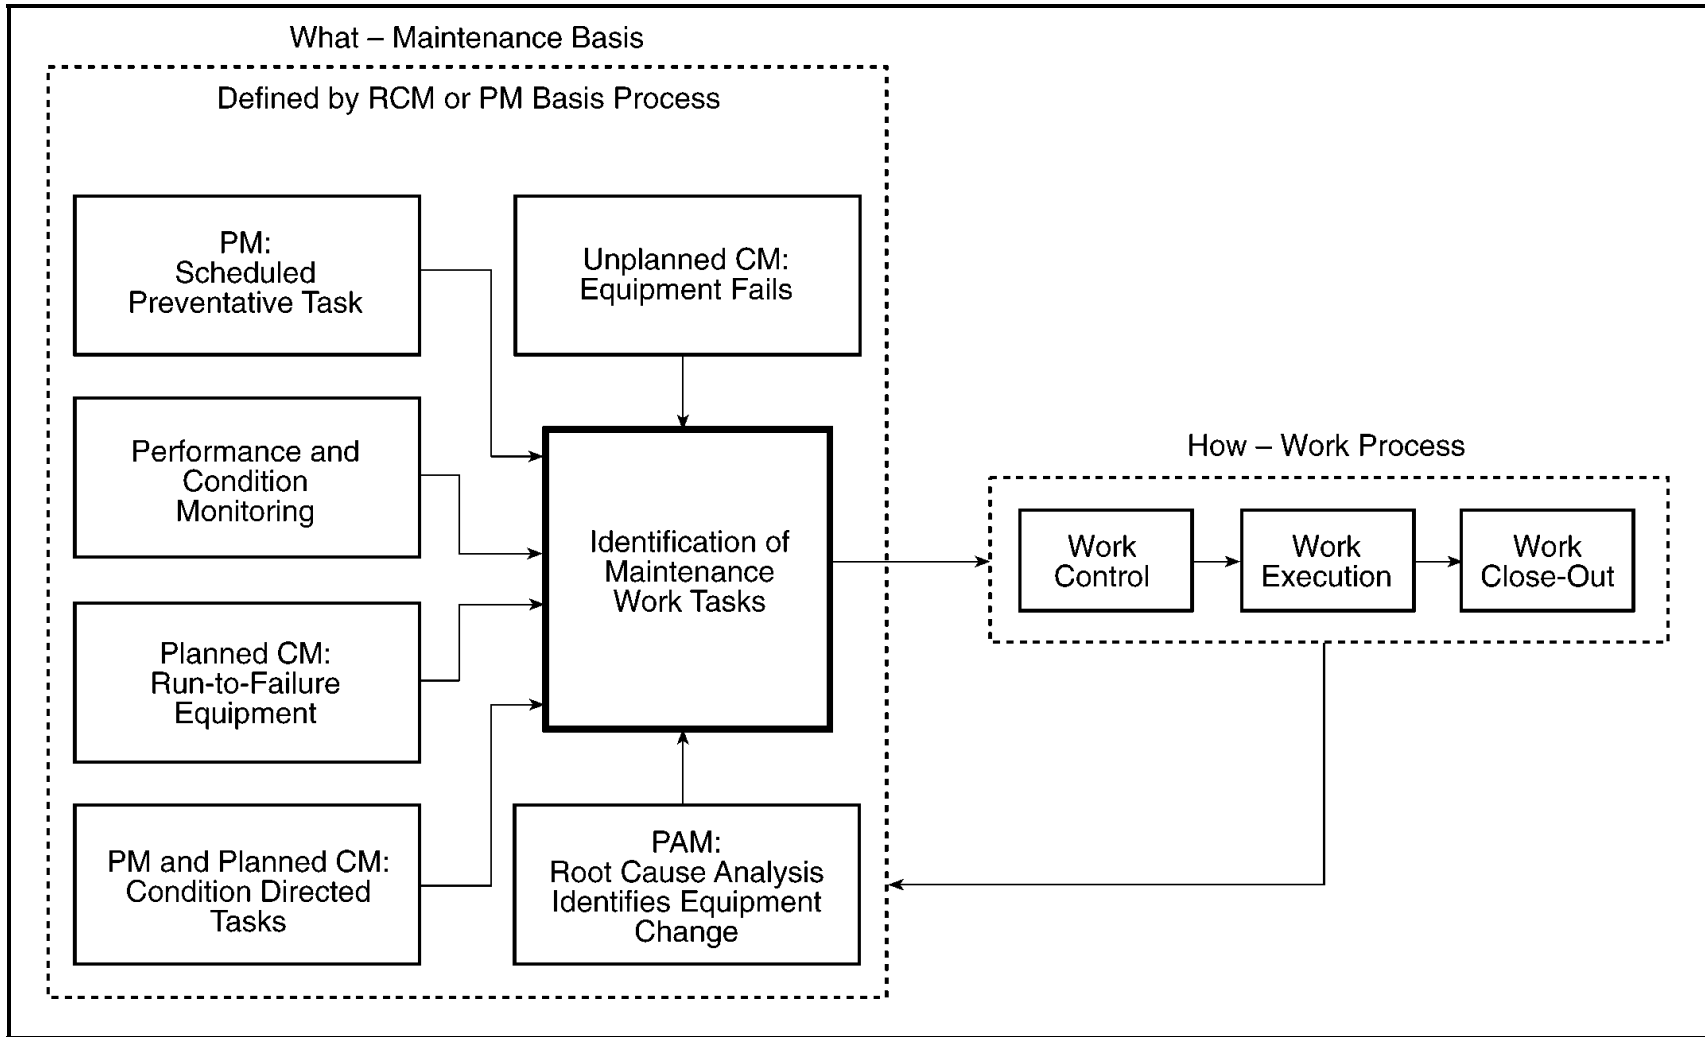 What – Maintenance Basis
Defined by RCM or PM Basis Process
PM:
Scheduled
Preventative Task
Unplanned CM:
Equipment Fails
Performance and
Condition
Monitoring
Identification of
Maintenance
Work Tasks
Planned CM:
Run-to-Failure
Equipment
PM and Planned CM:
Condition Directed
Tasks
PAM:
Root Cause Analysis
Identifies Equipment
Change
How – Work Process
Work
Control
Work
Execution
Work
Close-Out